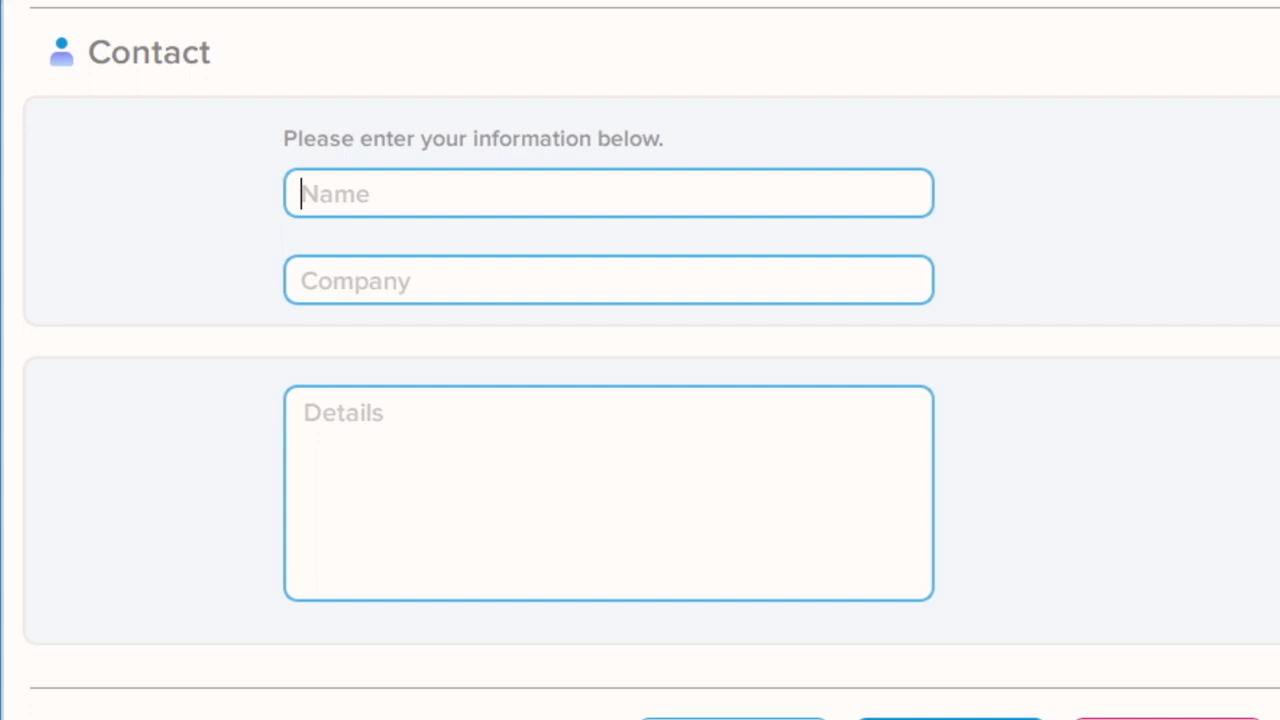 Contact
Please enter your information below.
Name
Company
Details